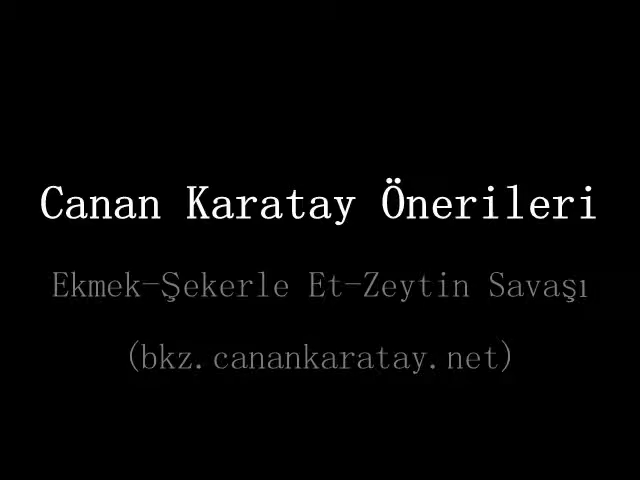 Canan Karatay Önerileri
Ekmek-Şekerle Et-Zeytin Savaşı
(bkz.canankaratay.net)